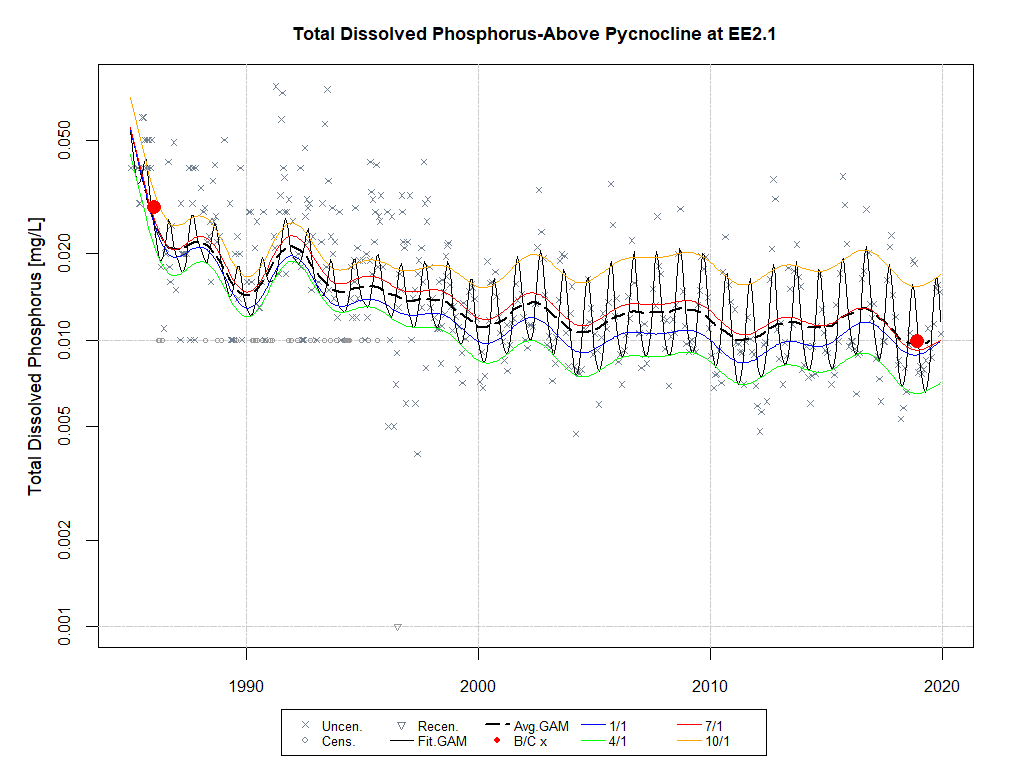 Total Dissolved Phosphorus-Above Pycnocline at EE2.1
Total Dissolved Phosphorus [mg/L]
0.050
0.020
0.010
0.005
0.002
0.001
1990 2000 2010 2020
Uncen. Recen. Avg.GAM 1/1 7/1
Cens. Fit.GAM B/C x 4/1 10/1